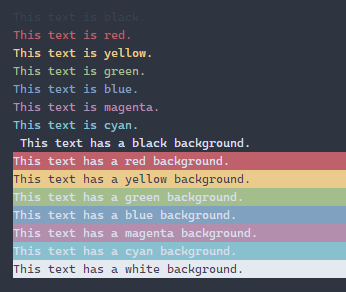 This text is black.
This text is red.
This text is yellow.
This text is green.
This text is blue.
This text is magenta.
This text is cyan.
This text has a black background.
This text has a red background.
This text has a yellow background.
This text has a green background.
This text has a blue background.
This text has a magenta background.
This text has a cyan background.
This text has a white background.